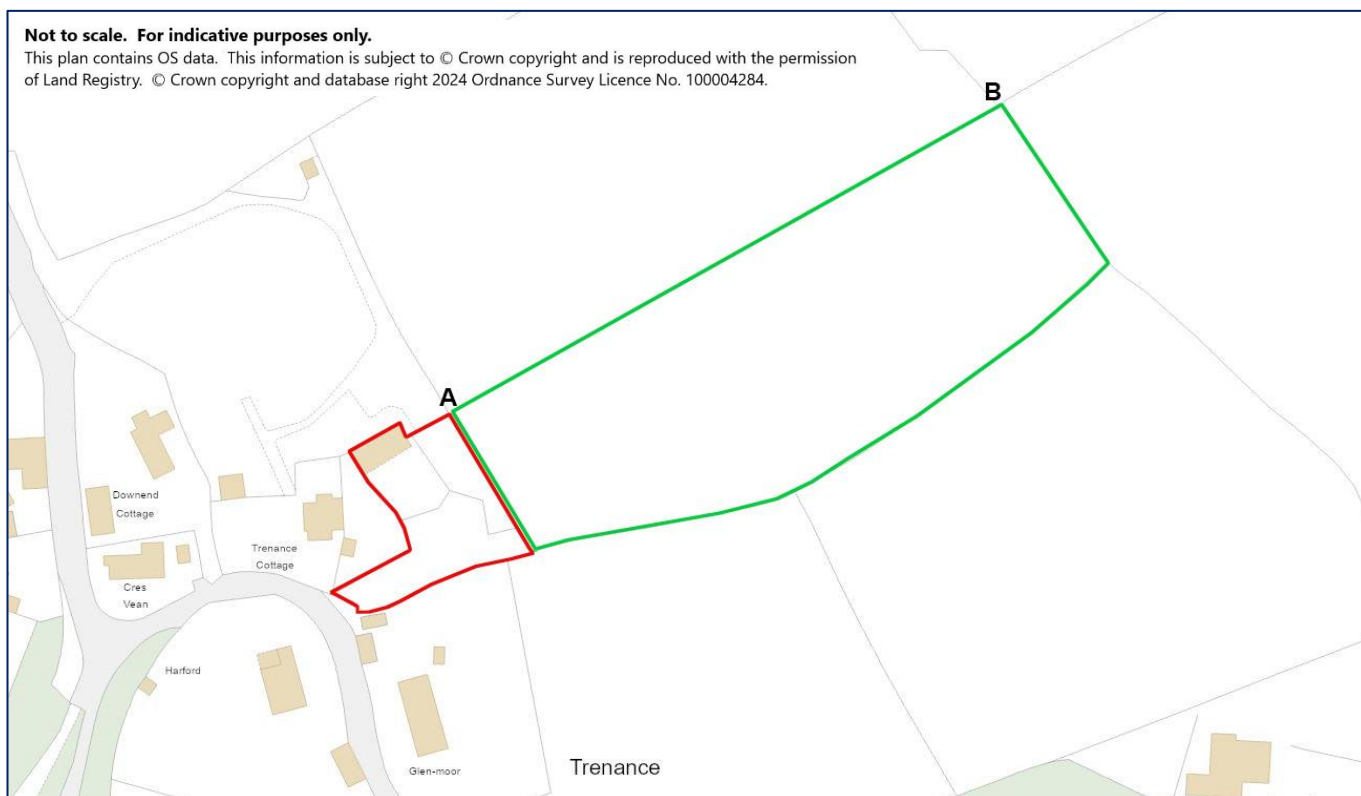 Not to scale. For indicative purposes only.
This plan contains OS data. This information is subject to © Crown copyright and is reproduced with the permission
of Land Registry. © Crown copyright and database right 2024 Ordnance Survey Licence No. 100004284.
B
A
Downend
Cottage
Trenance
Cottage
Cres
Vean
Harford
Glen-moor
Trenance